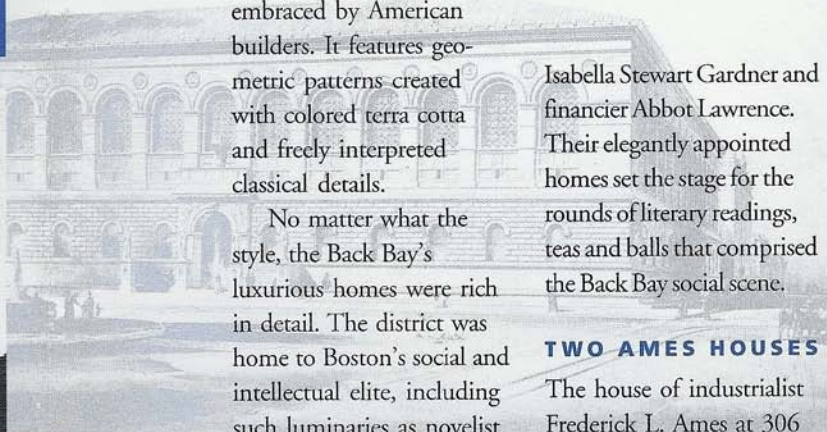 embraced by American
builders. It features geo-
metric patterns created
with colored terra cotta
and freely interpreted
classical details.
No matter what the
style, the Back Bay's
luxurious homes were rich
in detail. The district was
home to Boston's social and
intellectual elite, including
such luminaries as novelist
Isabella Stewart Gardner and
financier Abbot Lawrence.
Their elegantly appointed
homes set the stage for the
rounds of literary readings,
teas and balls that comprised
the Back Bay social scene.
TWO AMES HOUSES
The house of industrialist
Frederick L. Ames at 306